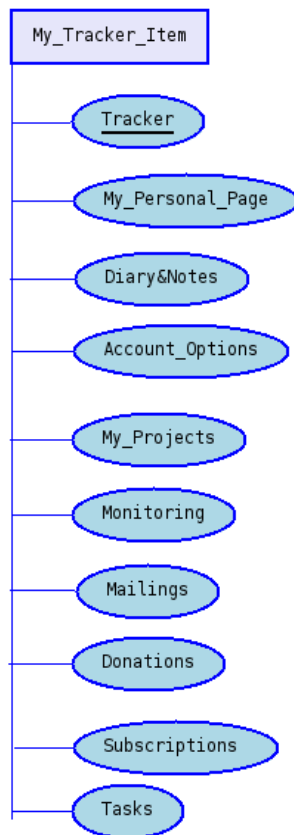 My_Tracker_Item
Tracker
My_Personal_Page
Diary&Notes
Account_Options
My_Projects
Monitoring
Mailings
Donations
Subscriptions
Tasks